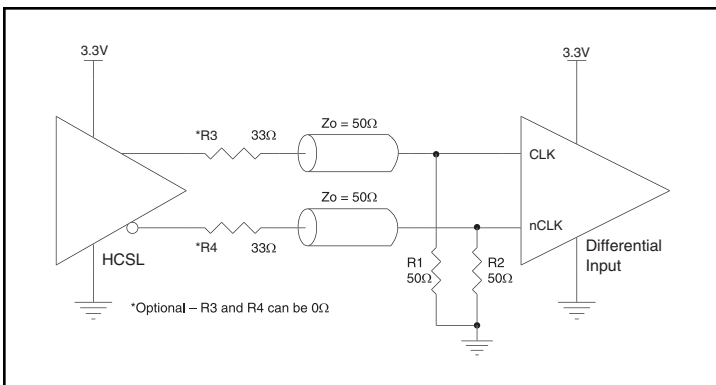 3.3V
3.3V
*R3
33Ω
Zo = 50Ω
CLK
Zo = 50Ω
nCLK
HCSL
*R4
33Ω
R1
50Ω
R2
50Ω
Differential
Input
*Optional – R3 and R4 can be 0Ω